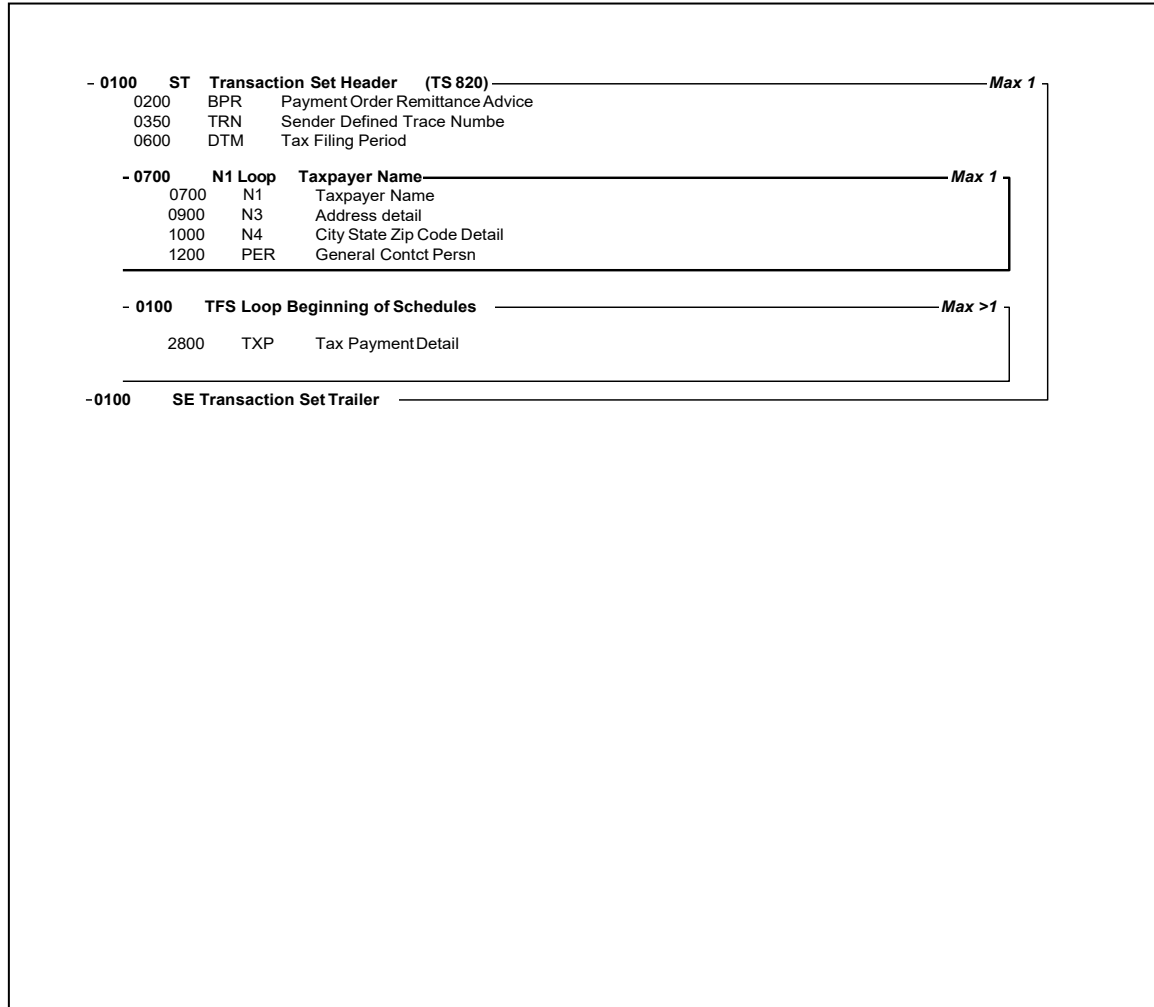 - 0100 ST Transaction Set Header (TS 820) Max 1
0200 BPR Payment Order Remittance Advice
0350 TRN Sender Defined Trace Numbe
0600 DTM Tax Filing Period
- 0700 N1 Loop Taxpayer Name Max 1
0700 N1 Taxpayer Name
0900 N3 Address detail
1000 N4 City State Zip Code Detail
1200 PER General Contct Persn
- 0100 TFS Loop Beginning of Schedules Max >1
2800 TXP Tax Payment Detail
-0100 SE Transaction Set Trailer